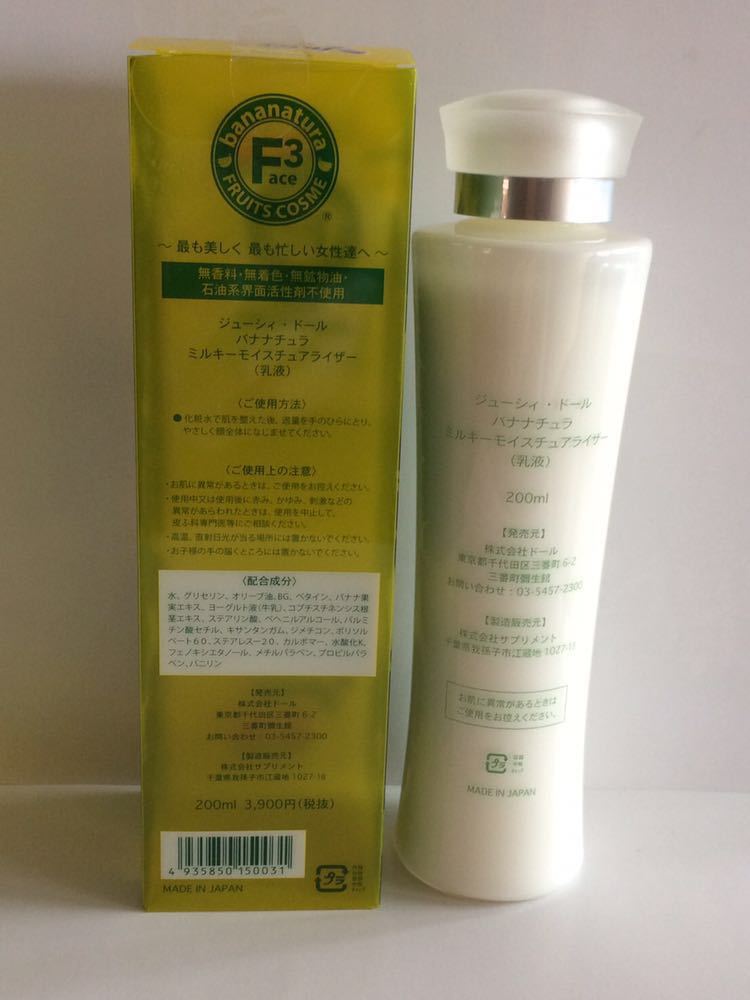 bananatura
F3
ace
FRUITS COSME
®
～ 最も美しく 最も忙しい女性達へ ～
無香料・無着色・無鉱物油・
石油系界面活性剤不使用
ジューシィ・ドール
バナナチュラ
ミルキーモイスチュアライザー
（乳液）
〈ご使用方法〉
●化粧水で肌を整えた後、適量を手のひらにとり、
やさしく顔全体になじませてください。
〈ご使用上の注意〉
・お肌に異常があるときは、ご使用をお控えください。
・使用中又は使用後に赤み、かゆみ、刺激などの
異常があらわれたときは、使用を中止して、
皮ふ科専門医等にご相談ください。
・高温、直射日光が当る場所には置かないでください。
・お子様の手の届くところには置かないでください。
〈配合成分〉
水、グリセリン、オリーブ油、BG、ベタイン、バナナ果
実エキス、ヨーグルト液（牛乳）、コプチスチネンシス根
茎エキス、ステアリン酸、ベヘニルアルコール、パルミ
チン酸セチル、キサンタンガム、ジメチコン、ポリソル
ベート60、ステアレス－20、カルボマー、水酸化K、
フェノキシエタノール、メチルパラベン、プロピルパラ
ベン、バニリン
【発売元】
株式会社ドール
東京都千代田区三番町 6-2
三番町彌生館
お問い合わせ：03-5457-2300
【製造販売元】
株式会社サプリメント
千葉県我孫子市江蔵地 1027-18
200ml 3,900円（税抜）
4 935850 150031
MADE IN JAPAN
プラ
ジューシィ・ドール
バナナチュラ
ミルキーモイスチュアライザー
（乳液）
200ml
【発売元】
株式会社ドール
東京都千代田区三番町 6-2
三番町彌生館
お問い合わせ：03-5457-2300
【製造販売元】
株式会社サプリメント
千葉県我孫子市江蔵地 1027-18
お肌に異常があるときは
ご使用をお控えください。
プラ
MADE IN JAPAN